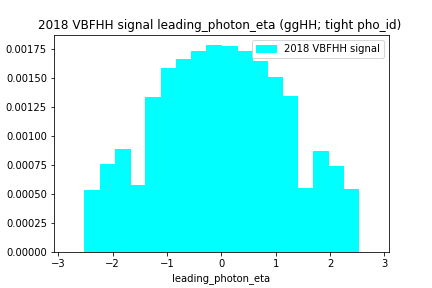 2018 VBFHH signal leading_photon_eta (ggHH; tight pho_id)
2018 VBFHH signal
0.00175
0.00150
0.00125
0.00100
0.00075
0.00050
0.00025
0.00000
−3 −2 −1 0 1 2 3
leading_photon_eta